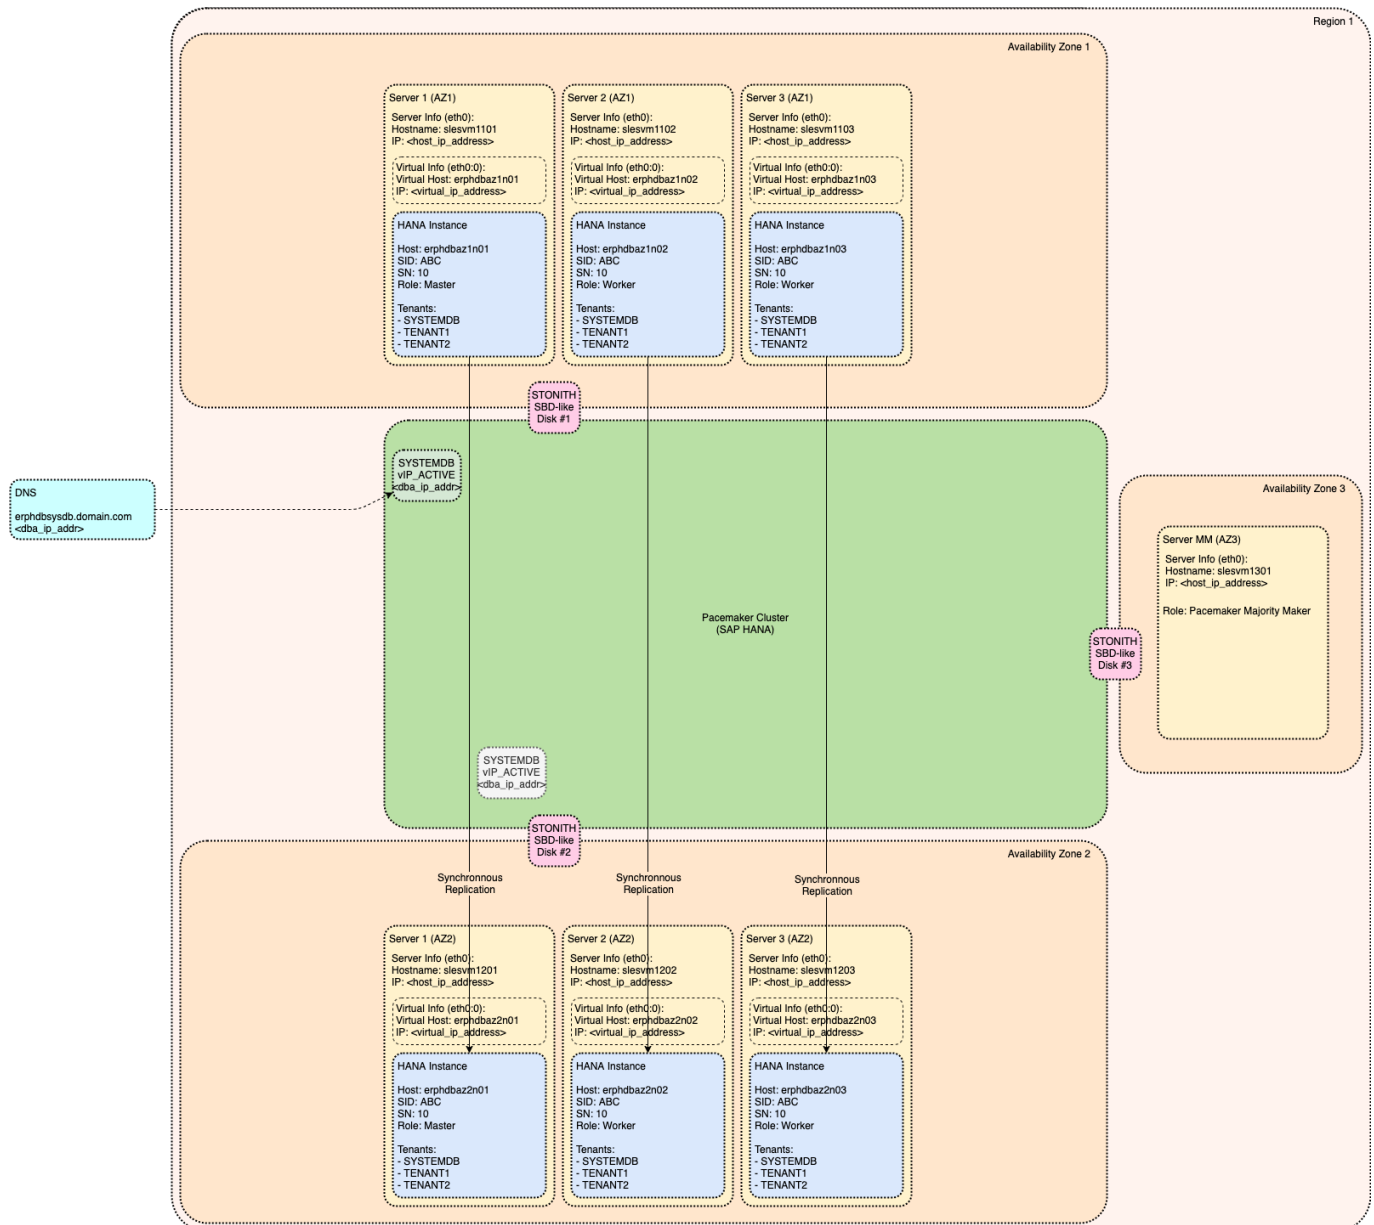 Region 1
Availability Zone 1
Server 1 (AZ1)
Server Info (eth0):
Hostname: slesvm1101
IP: <host_ip_address>
Virtual Info (eth0:0):
Virtual Host: erphdbaz1n01
IP: <virtual_ip_address>
HANA Instance
Host: erphdbaz1n01
SID: ABC
SN: 10
Role: Master
Tenants:
- SYSTEMDB
- TENANT1
- TENANT2
Server 2 (AZ1)
Server Info (eth0):
Hostname: slesvm1102
IP: <host_ip_address>
Virtual Info (eth0:0):
Virtual Host: erphdbaz1n02
IP: <virtual_ip_address>
HANA Instance
Host: erphdbaz1n02
SID: ABC
SN: 10
Role: Worker
Tenants:
- SYSTEMDB
- TENANT1
- TENANT2
Server 3 (AZ1)
Server Info (eth0):
Hostname: slesvm1103
IP: <host_ip_address>
Virtual Info (eth0:0):
Virtual Host: erphdbaz1n03
IP: <virtual_ip_address>
HANA Instance
Host: erphdbaz1n03
SID: ABC
SN: 10
Role: Worker
Tenants:
- SYSTEMDB
- TENANT1
- TENANT2
STONITH
SBD-like
Disk #1
SYSTEMDB
vIP_ACTIVE
<dba_ip_addr>
DNS
erphdbsysdb.domain.com
<dba_ip_addr>
Pacemaker Cluster
(SAP HANA)
Availability Zone 3
Server MM (AZ3)
Server Info (eth0):
Hostname: slesvm1301
IP: <host_ip_address>
Role: Pacemaker Majority Maker
STONITH
SBD-like
Disk #3
SYSTEMDB
vIP_ACTIVE
<dba_ip_addr>
STONITH
SBD-like
Disk #2
Availability Zone 2
Synchronnous
Replication
Synchronnous
Replication
Synchronnous
Replication
Server 1 (AZ2)
Server Info (eth0):
Hostname: slesvm1201
IP: <host_ip_address>
Virtual Info (eth0:0):
Virtual Host: erphdbaz2n01
IP: <virtual_ip_address>
HANA Instance
Host: erphdbaz2n01
SID: ABC
SN: 10
Role: Master
Tenants:
- SYSTEMDB
- TENANT1
- TENANT2
Server 2 (AZ2)
Server Info (eth0):
Hostname: slesvm1202
IP: <host_ip_address>
Virtual Info (eth0:0):
Virtual Host: erphdbaz2n02
IP: <virtual_ip_address>
HANA Instance
Host: erphdbaz2n02
SID: ABC
SN: 10
Role: Worker
Tenants:
- SYSTEMDB
- TENANT1
- TENANT2
Server 3 (AZ2)
Server Info (eth0):
Hostname: slesvm1203
IP: <host_ip_address>
Virtual Info (eth0:0):
Virtual Host: erphdbaz2n03
IP: <virtual_ip_address>
HANA Instance
Host: erphdbaz2n03
SID: ABC
SN: 10
Role: Worker
Tenants:
- SYSTEMDB
- TENANT1
- TENANT2